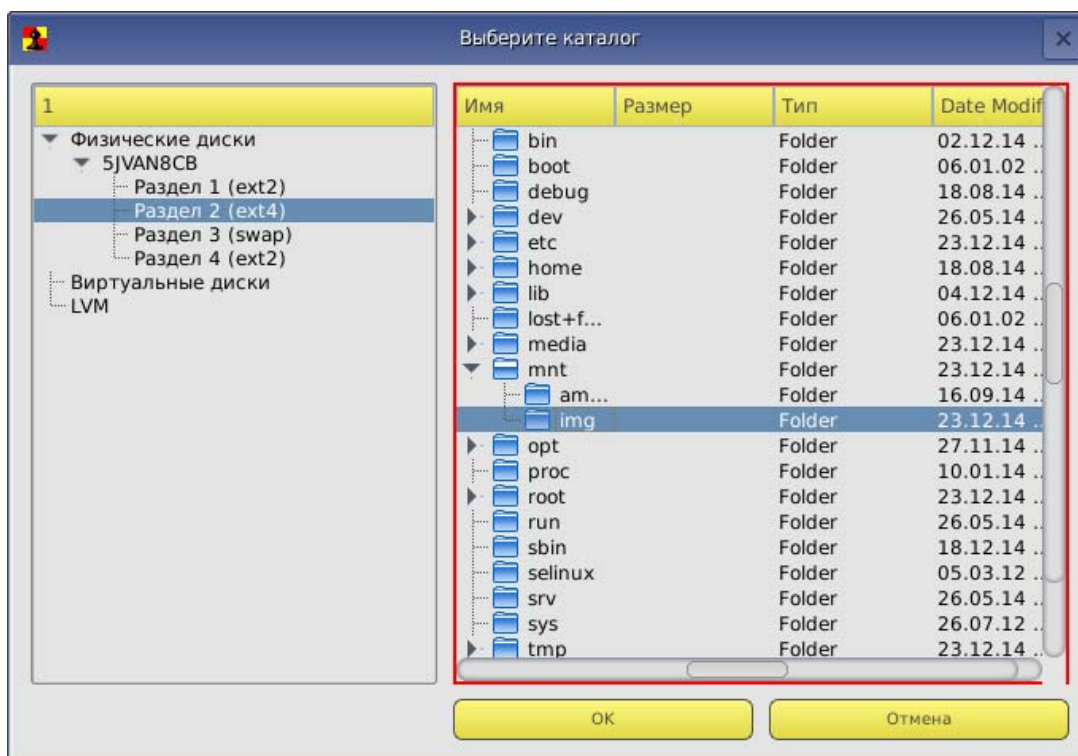 Выберите каталог
1
Физические диски
5JVAN8CB
Раздел 1 (ext2)
Раздел 2 (ext4)
Раздел 3 (swap)
Раздел 4 (ext2)
Виртуальные диски
LVM
Имя Размер Тип Date Modif
bin Folder 02.12.14 ..
boot Folder 06.01.02 ..
debug Folder 18.08.14 ..
dev Folder 26.05.14 ..
etc Folder 23.12.14 ..
home Folder 18.08.14 ..
lib Folder 04.12.14 ..
lost+f... Folder 06.01.02 ..
media Folder 23.12.14 ..
mnt Folder 23.12.14 ..
am... Folder 16.09.14 ..
img Folder 23.12.14 ..
opt Folder 27.11.14 ..
proc Folder 10.01.14 ..
root Folder 23.12.14 ..
run Folder 26.05.14 ..
sbin Folder 18.12.14 ..
selinux Folder 05.03.12 ..
srv Folder 26.05.14 ..
sys Folder 26.07.12 ..
tmp Folder 23.12.14 ..
OK Отмена